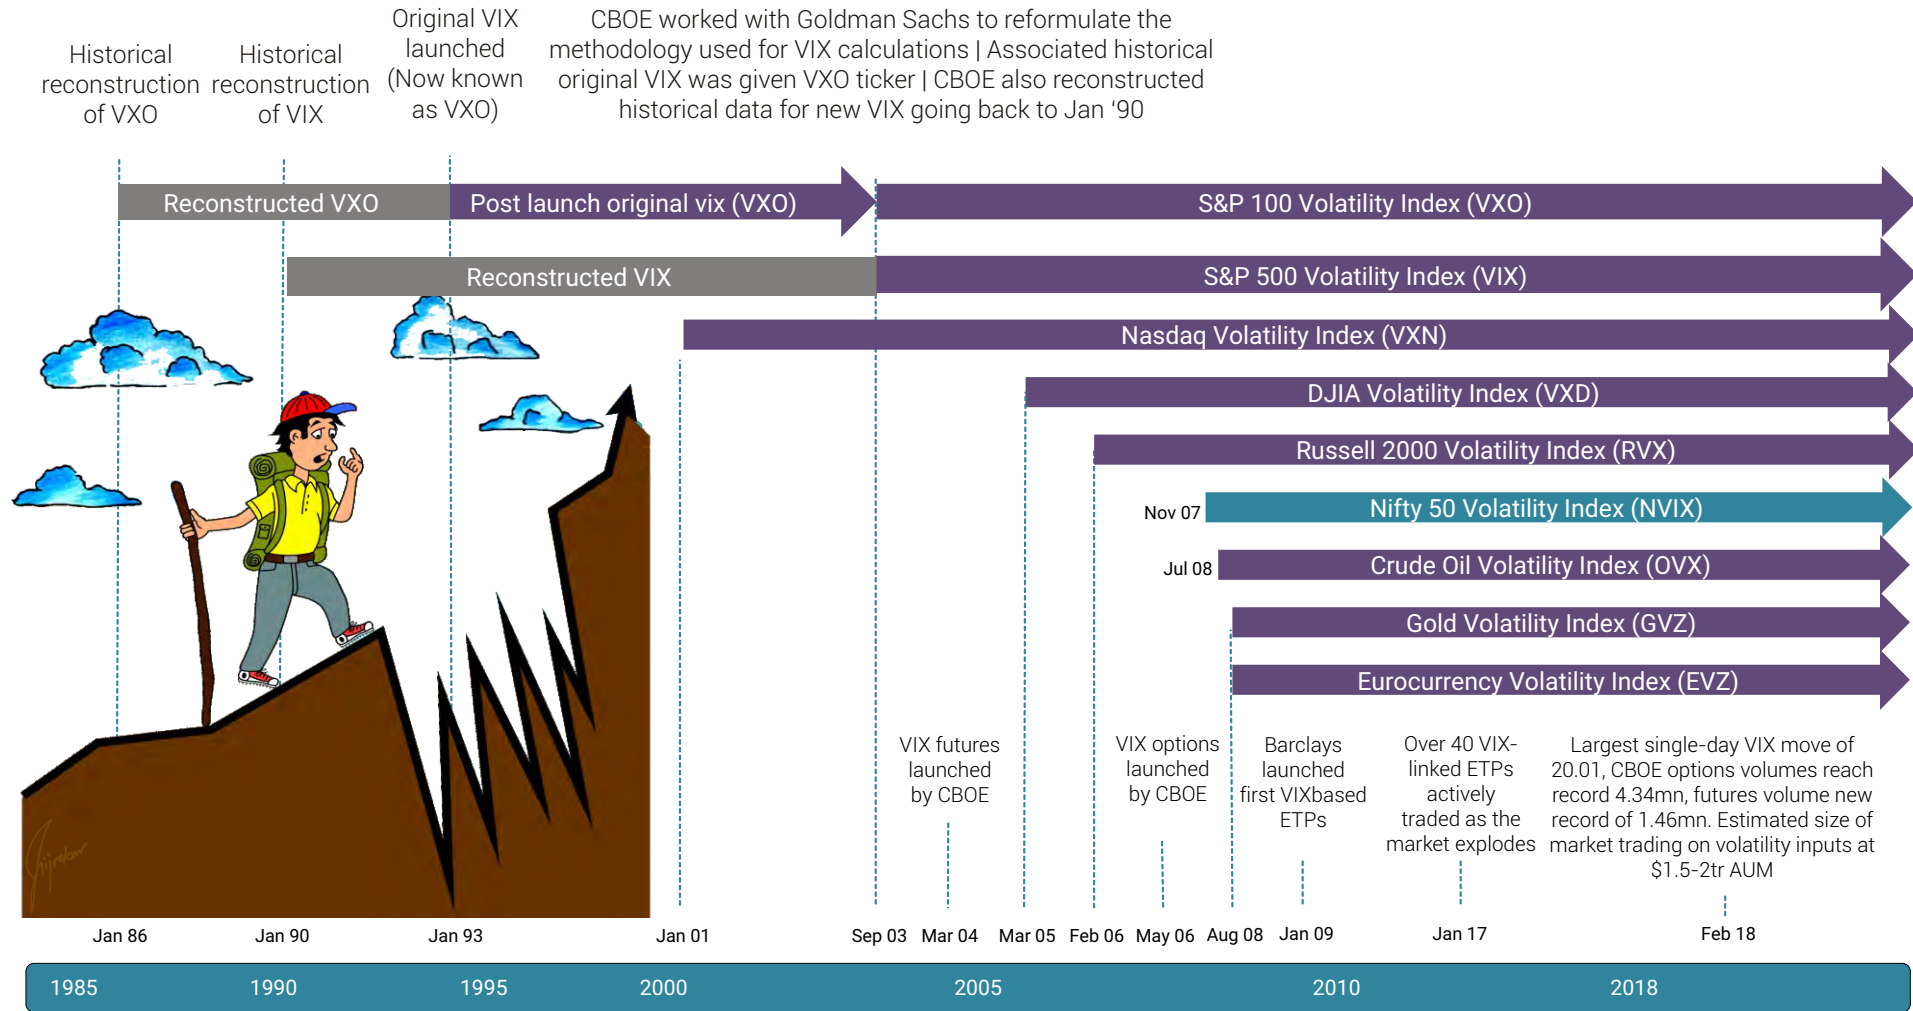 Historical
reconstruction
of VXO
Historical
reconstruction
of VIX
Original VIX
launched
(Now known
as VXO)
CBOE worked with Goldman Sachs to reformulate the
methodology used for VIX calculations | Associated historical
original VIX was given VXO ticker | CBOE also reconstructed
historical data for new VIX going back to Jan ‘90
Reconstructed VXO
Post launch original vix (VXO)
S&P 100 Volatility Index (VXO)
Reconstructed VIX
S&P 500 Volatility Index (VIX)
Nasdaq Volatility Index (VXN)
DJIA Volatility Index (VXD)
Russell 2000 Volatility Index (RVX)
Nov 07
Nifty 50 Volatility Index (NVIX)
Jul 08
Crude Oil Volatility Index (OVX)
Gold Volatility Index (GVZ)
Eurocurrency Volatility Index (EVZ)
VIX futures
launched
by CBOE
VIX options
launched
by CBOE
Barclays
launched
first VIXbased
ETPs
Over 40 VIX-
linked ETPs
actively
traded as the
market explodes
Largest single-day VIX move of
20.01, CBOE options volumes reach
record 4.34mn, futures volume new
record of 1.46mn. Estimated size of
market trading on volatility inputs at
$1.5-2tr AUM
Jan 86
Jan 90
Jan 93
Jan 01
Sep 03
Mar 04
Mar 05
Feb 06
May 06
Aug 08
Jan 09
Jan 17
Feb 18
1985
1990
1995
2000
2005
2010
2018